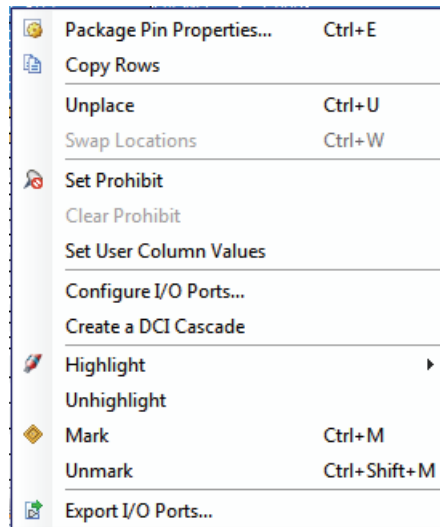 Package Pin Properties... Ctrl+E
Copy Rows
Unplace Ctrl+U
Swap Locations Ctrl+W
Set Prohibit
Clear Prohibit
Set User Column Values
Configure I/O Ports...
Create a DCI Cascade
Highlight
Unhighlight
Mark Ctrl+M
Unmark Ctrl+Shift+M
Export I/O Ports...